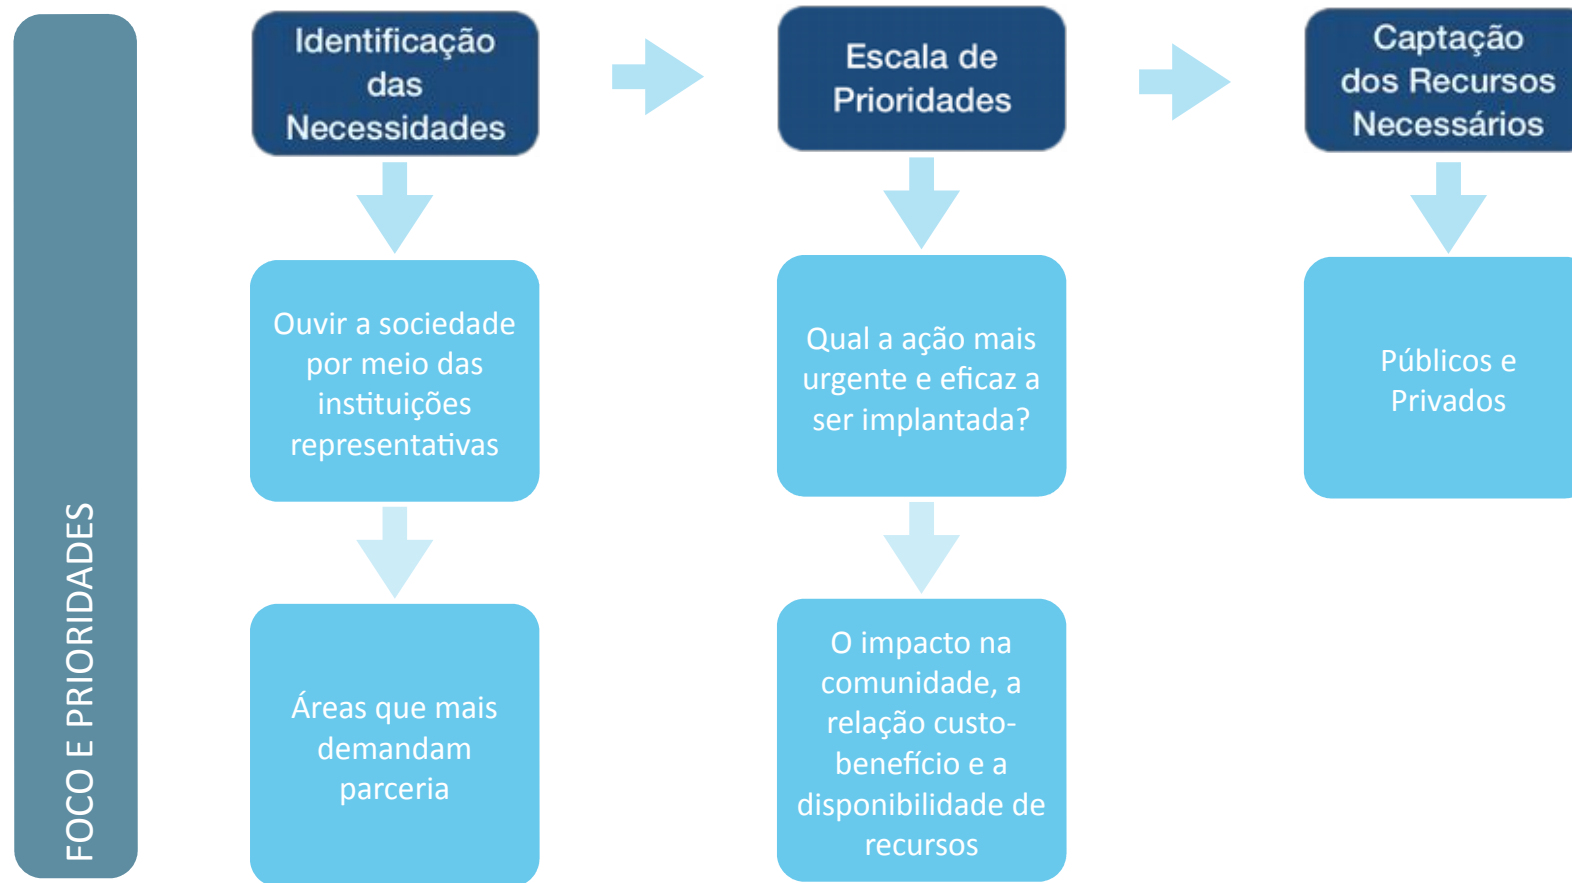 FOCO E PRIORIDADES
Identificação
das
Necessidades
Ouvir a sociedade
por meio das
instituições
representativas
Áreas que mais
demandam
parceria
Escala de
Prioridades
Qual a ação mais
urgente e eficaz a
ser implantada?
O impacto na
comunidade, a
relação custo-
benefício e a
disponibilidade de
recursos
Captação
dos Recursos
Necessários
Públicos e
Privados